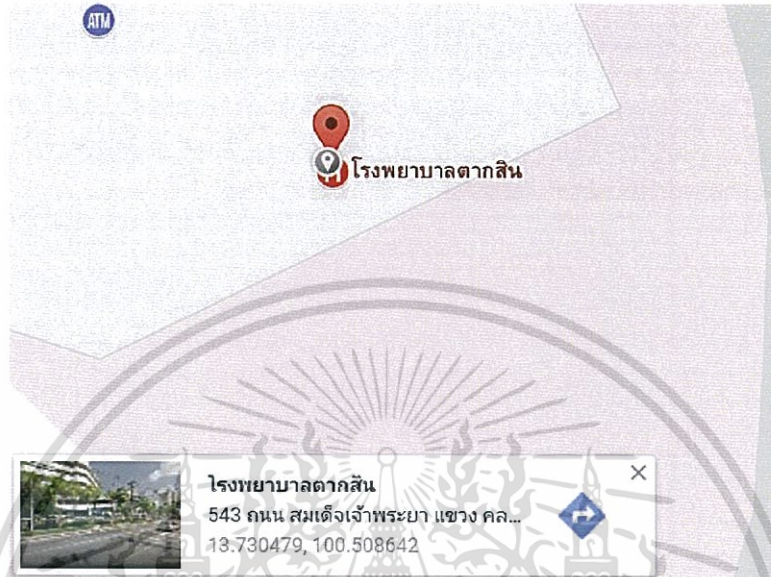 ATM
โรงพยาบาลตากสิน
โรงพยาบาลตากสิน
543 ถนน สมเด็จเจ้าพระยา แขวง คล...
13.730479, 100.508642